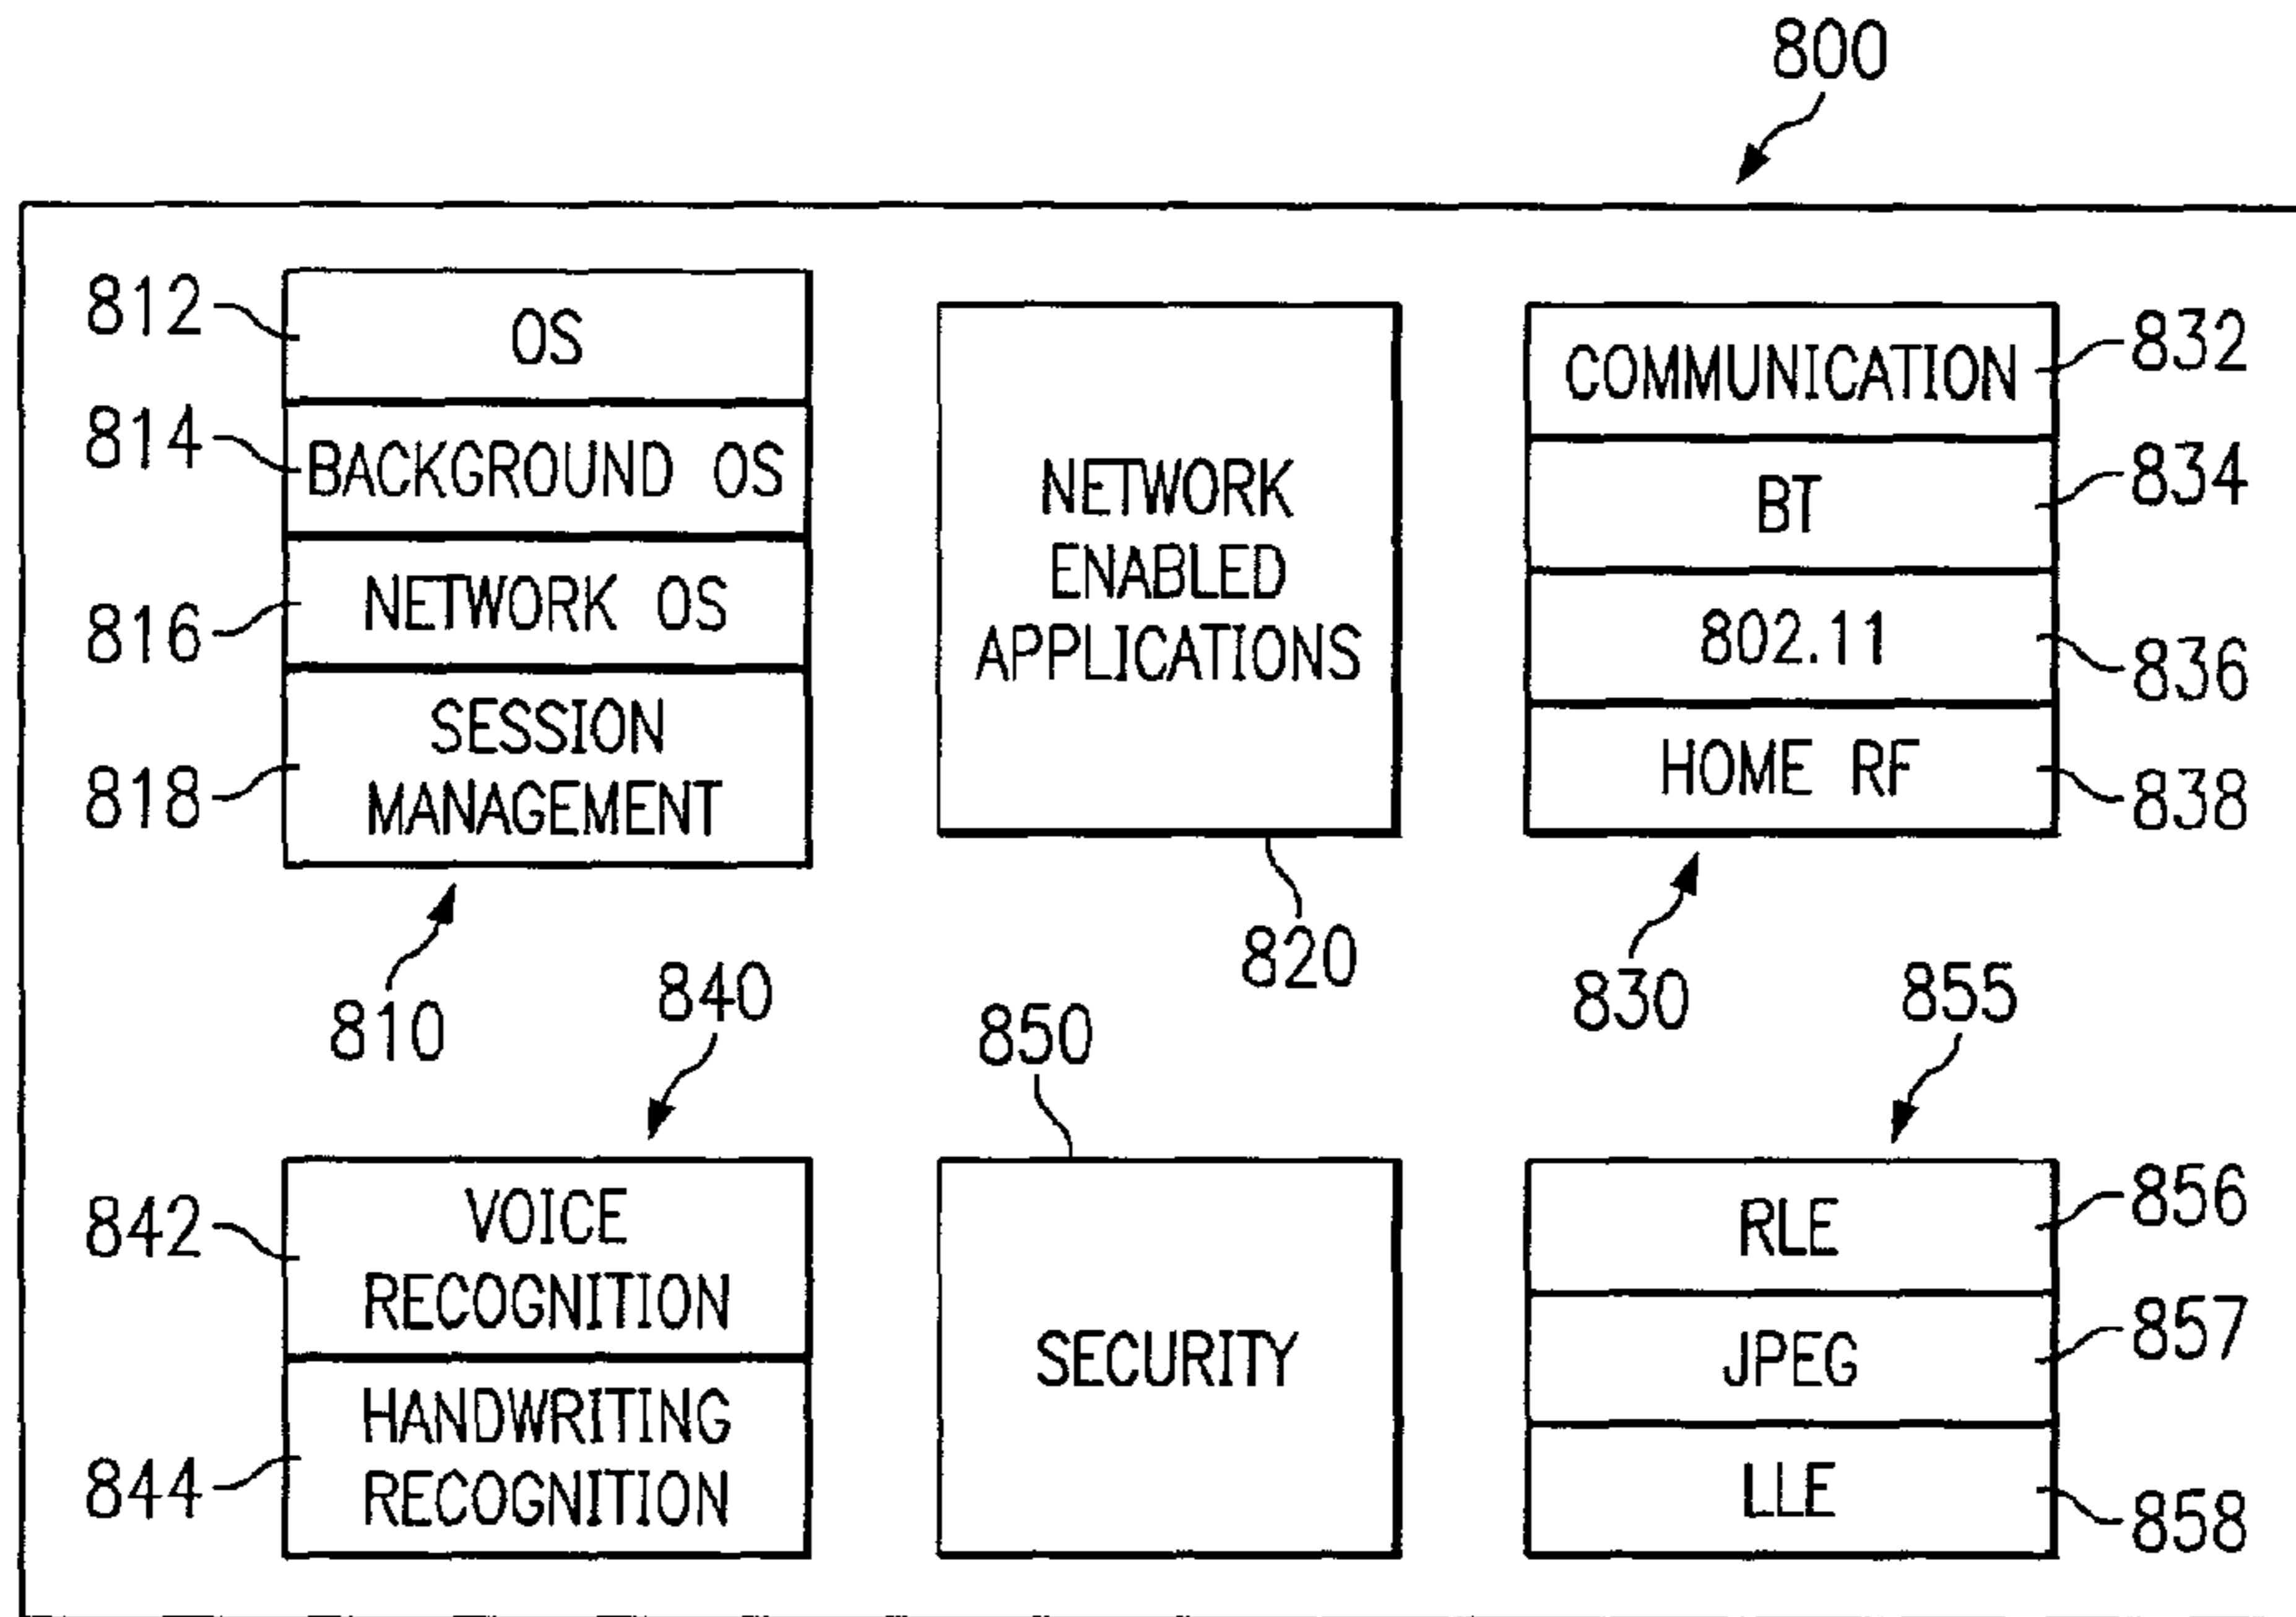 800
812
OS
814
BACKGROUND OS
816
NETWORK OS
818
SESSION
MANAGEMENT
810
NETWORK
ENABLED
APPLICATIONS
820
COMMUNICATION
832
BT
834
802.11
836
HOME RF
838
830
840
842
VOICE
RECOGNITION
844
HANDWRITING
RECOGNITION
850
SECURITY
855
RLE
856
JPEG
857
LLE
858